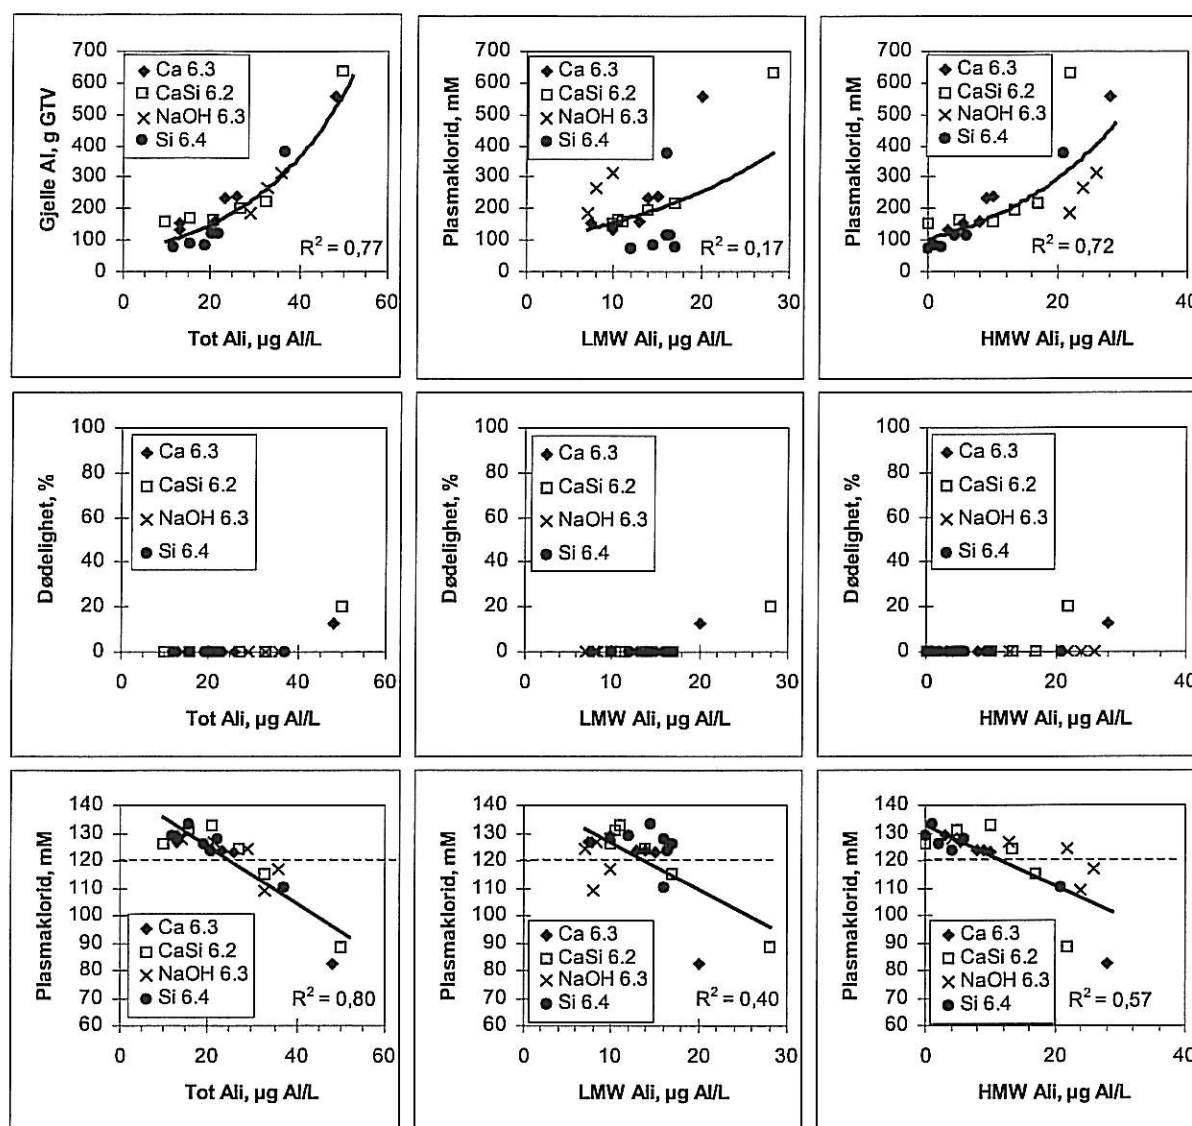 Gjelle Al, g GTV
700
600
500
400
300
200
100
0
Ca 6.3
CaSi 6.2
NaOH 6.3
Si 6.4
R² = 0,77
0 20 40 60
Tot Ali, µg Al/L
Plasmaklorid, mM
700
600
500
400
300
200
100
0
Ca 6.3
CaSi 6.2
NaOH 6.3
Si 6.4
R² = 0,17
0 10 20 30
LMW Ali, µg Al/L
Plasmaklorid, mM
700
600
500
400
300
200
100
0
Ca 6.3
CaSi 6.2
NaOH 6.3
Si 6.4
R² = 0,72
0 20 40
HMW Ali, µg Al/L
Dødelighet, %
100
80
60
40
20
0
Ca 6.3
CaSi 6.2
NaOH 6.3
Si 6.4
0 20 40 60
Tot Ali, µg Al/L
Dødelighet, %
100
80
60
40
20
0
Ca 6.3
CaSi 6.2
NaOH 6.3
Si 6.4
0 10 20 30
LMW Ali, µg Al/L
Dødelighet, %
100
80
60
40
20
0
Ca 6.3
CaSi 6.2
NaOH 6.3
Si 6.4
0 20 40
HMW Ali, µg Al/L
Plasmaklorid, mM
140
130
120
110
100
90
80
70
60
Ca 6.3
CaSi 6.2
NaOH 6.3
Si 6.4
R² = 0,80
0 20 40 60
Tot Ali, µg Al/L
Plasmaklorid, mM
140
130
120
110
100
90
80
70
60
Ca 6.3
CaSi 6.2
NaOH 6.3
Si 6.4
R² = 0,40
0 10 20 30
LMW Ali, µg Al/L
Plasmaklorid, mM
140
130
120
110
100
90
80
70
60
Ca 6.3
CaSi 6.2
NaOH 6.3
Si 6.4
R² = 0,57
0 20 40
HMW Ali, µg Al/L